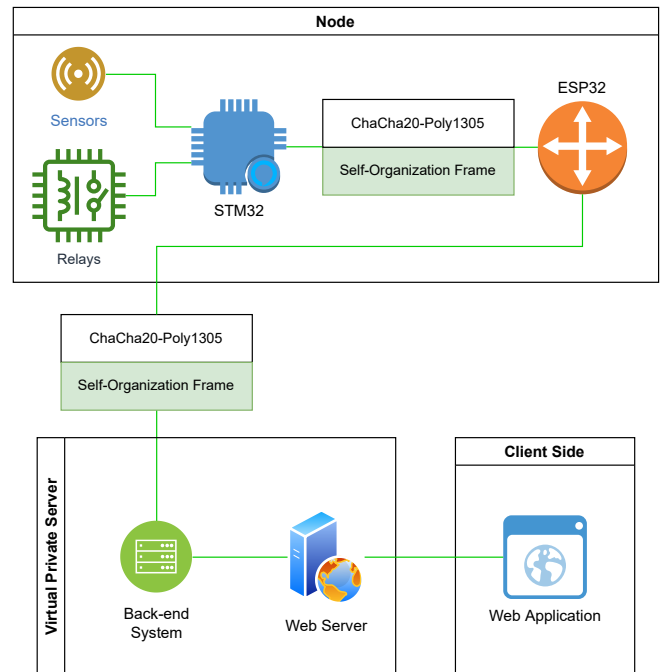 Node
Sensors
ESP32
ChaCha20-Poly1305
Self-Organization Frame
STM32
Relays
ChaCha20-Poly1305
Self-Organization Frame
Virtual Private Server
Client Side
Back-end
System
Web Server
Web Application